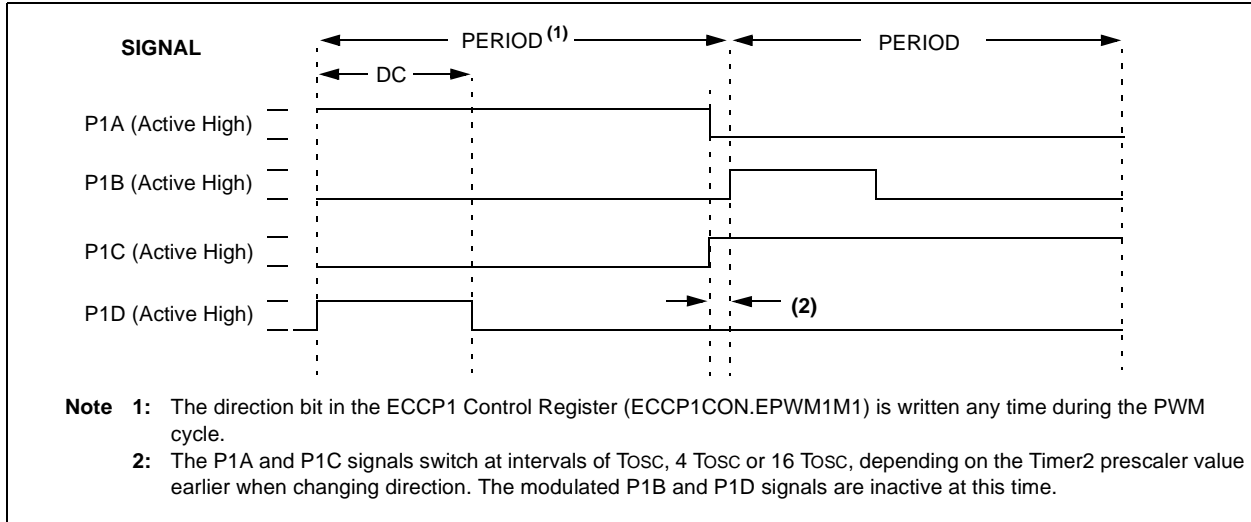 SIGNAL
PERIOD(1)
PERIOD
DC
P1A (Active High)
P1B (Active High)
P1C (Active High)
P1D (Active High)
(2)
Note 1: The direction bit in the ECCP1 Control Register (ECCP1CON.EPWM1M1) is written any time during the PWM
cycle.
2: The P1A and P1C signals switch at intervals of TOSC, 4 TOSC or 16 TOSC, depending on the Timer2 prescaler value
earlier when changing direction. The modulated P1B and P1D signals are inactive at this time.